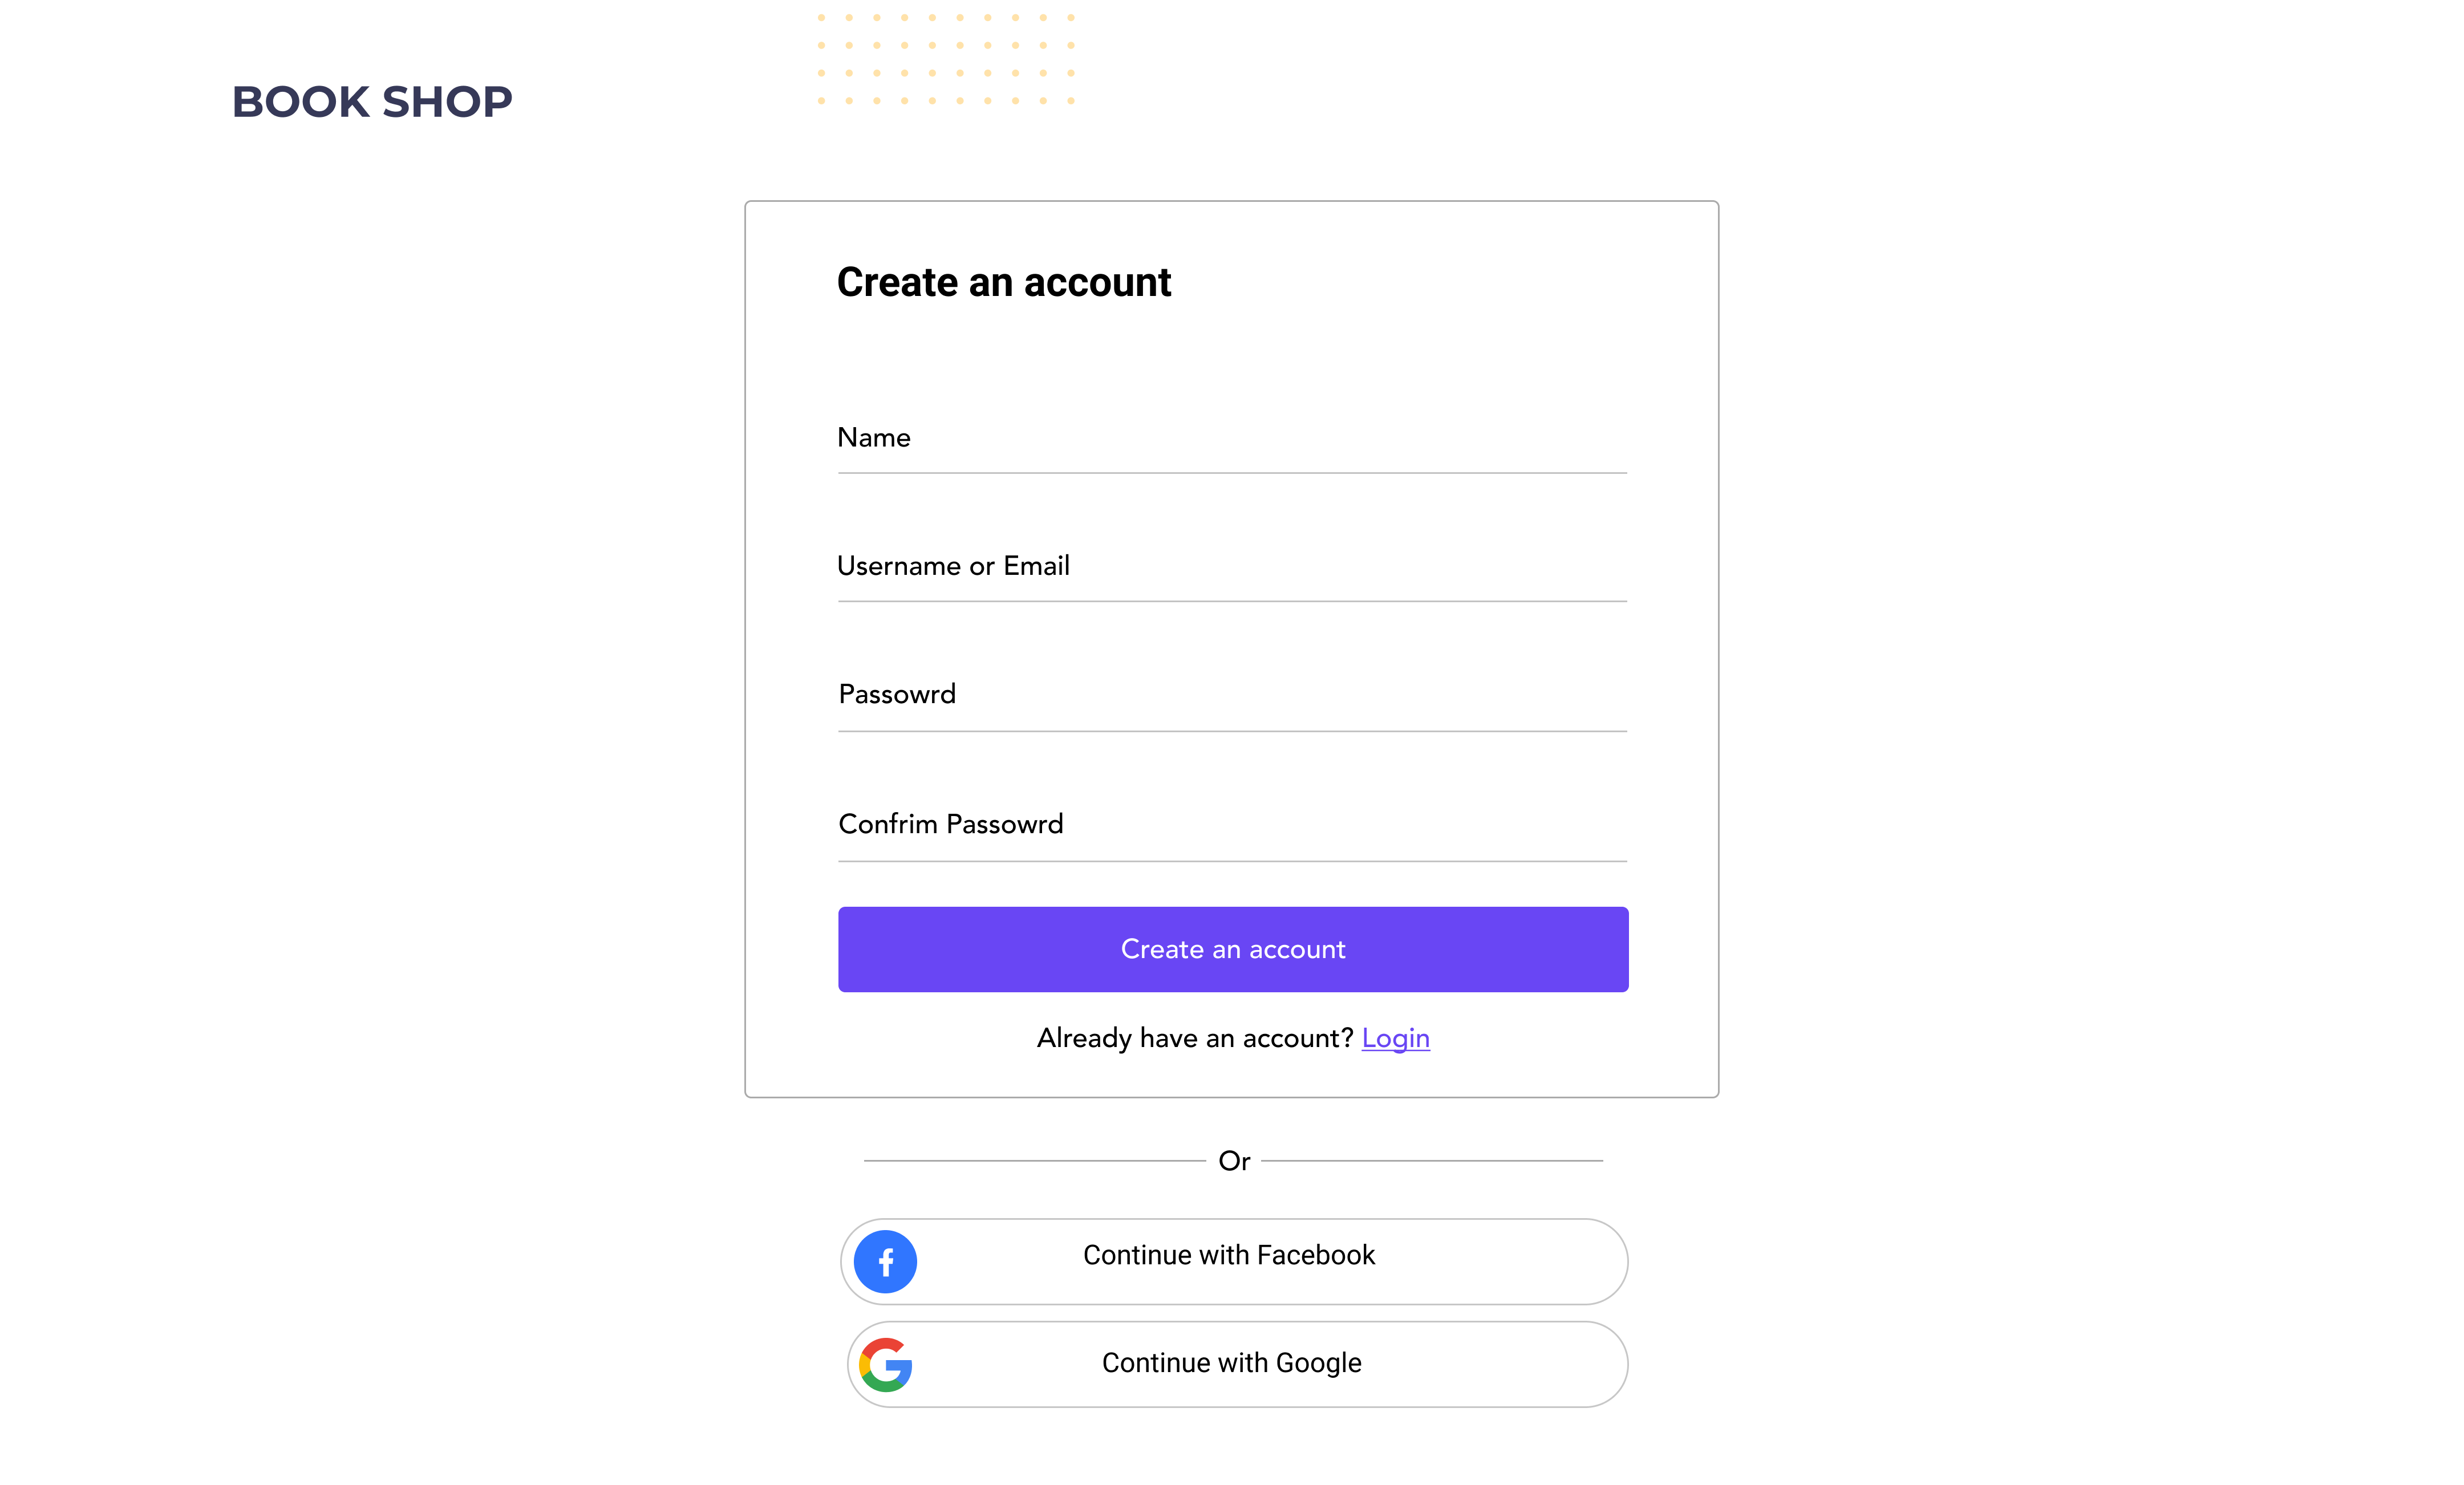 BOOK SHOP
Create an account
Name
Username or Email
Passowrd
Confrim Passowrd
Create an account
Already have an account? Login
Or
Continue with Facebook
Continue with Google